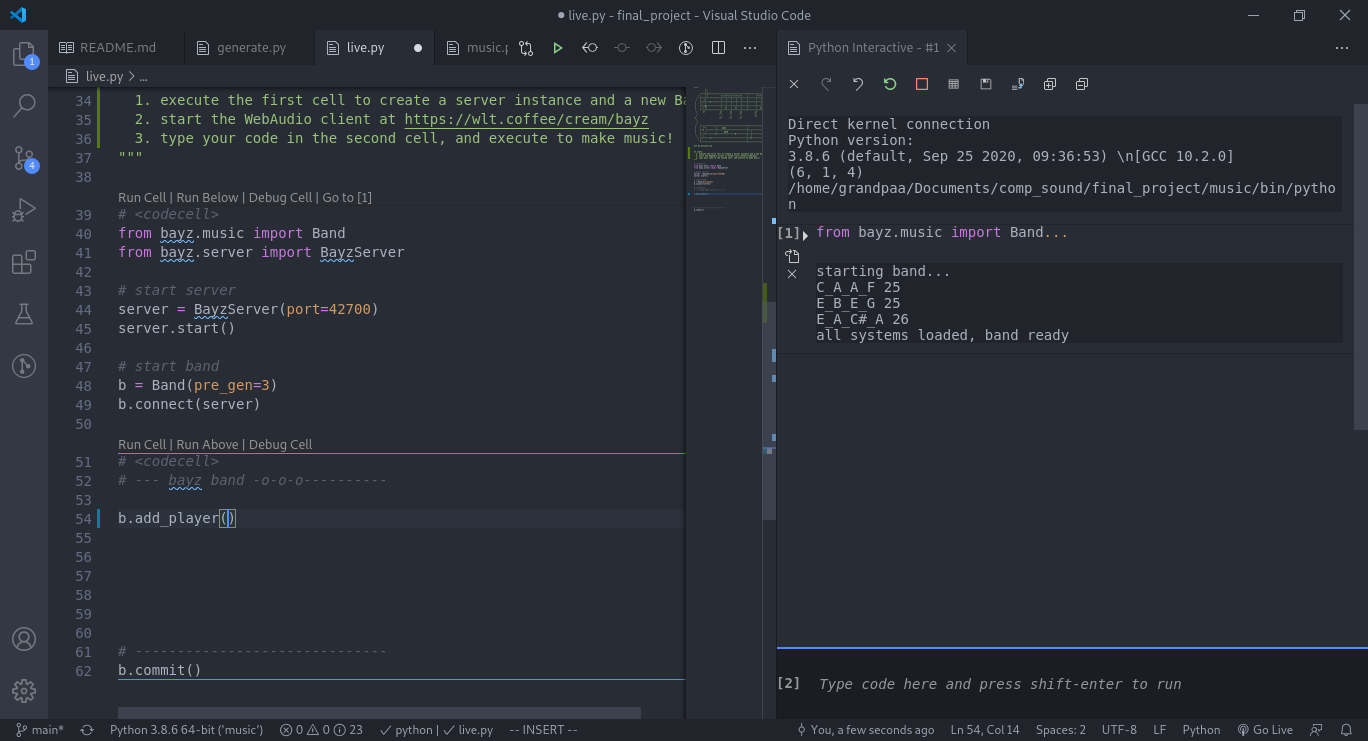 ● live.py - final_project - Visual Studio Code
README.md
generate.py
live.py
music.p
Python Interactive - #1
live.py > ...
34 1. execute the first cell to create a server instance and a new Ba
35 2. start the WebAudio client at https://wlt.coffee/cream/bayz
36 3. type your code in the second cell, and execute to make music!
37 """
38
Run Cell | Run Below | Debug Cell | Go to [1]
39 # <codecell>
40 from bayz.music import Band
41 from bayz.server import BayzServer
42
43 # start server
44 server = BayzServer(port=42700)
45 server.start()
46
47 # start band
48 b = Band(pre_gen=3)
49 b.connect(server)
50
Run Cell | Run Above | Debug Cell
51 # <codecell>
52 # --- bayz band -o-o-o----------
53
54 b.add_player()
55
56
57
58
59
60
61 # ------------------------------
62 b.commit()
1
4
Direct kernel connection
Python version:
3.8.6 (default, Sep 25 2020, 09:36:53) \n[GCC 10.2.0]
(6, 1, 4)
/home/grandpaa/Documents/comp_sound/final_project/music/bin/pytho
n
[1] from bayz.music import Band...
starting band...
C_A_A_F 25
E_B_E_G 25
E_A_C#_A 26
all systems loaded, band ready
[2] Type code here and press shift-enter to run
main* Python 3.8.6 64-bit ('music') 0 0 23 ✓ python | ✓ live.py -- INSERT -- You, a few seconds ago Ln 54, Col 14 Spaces: 2 UTF-8 LF Python Go Live